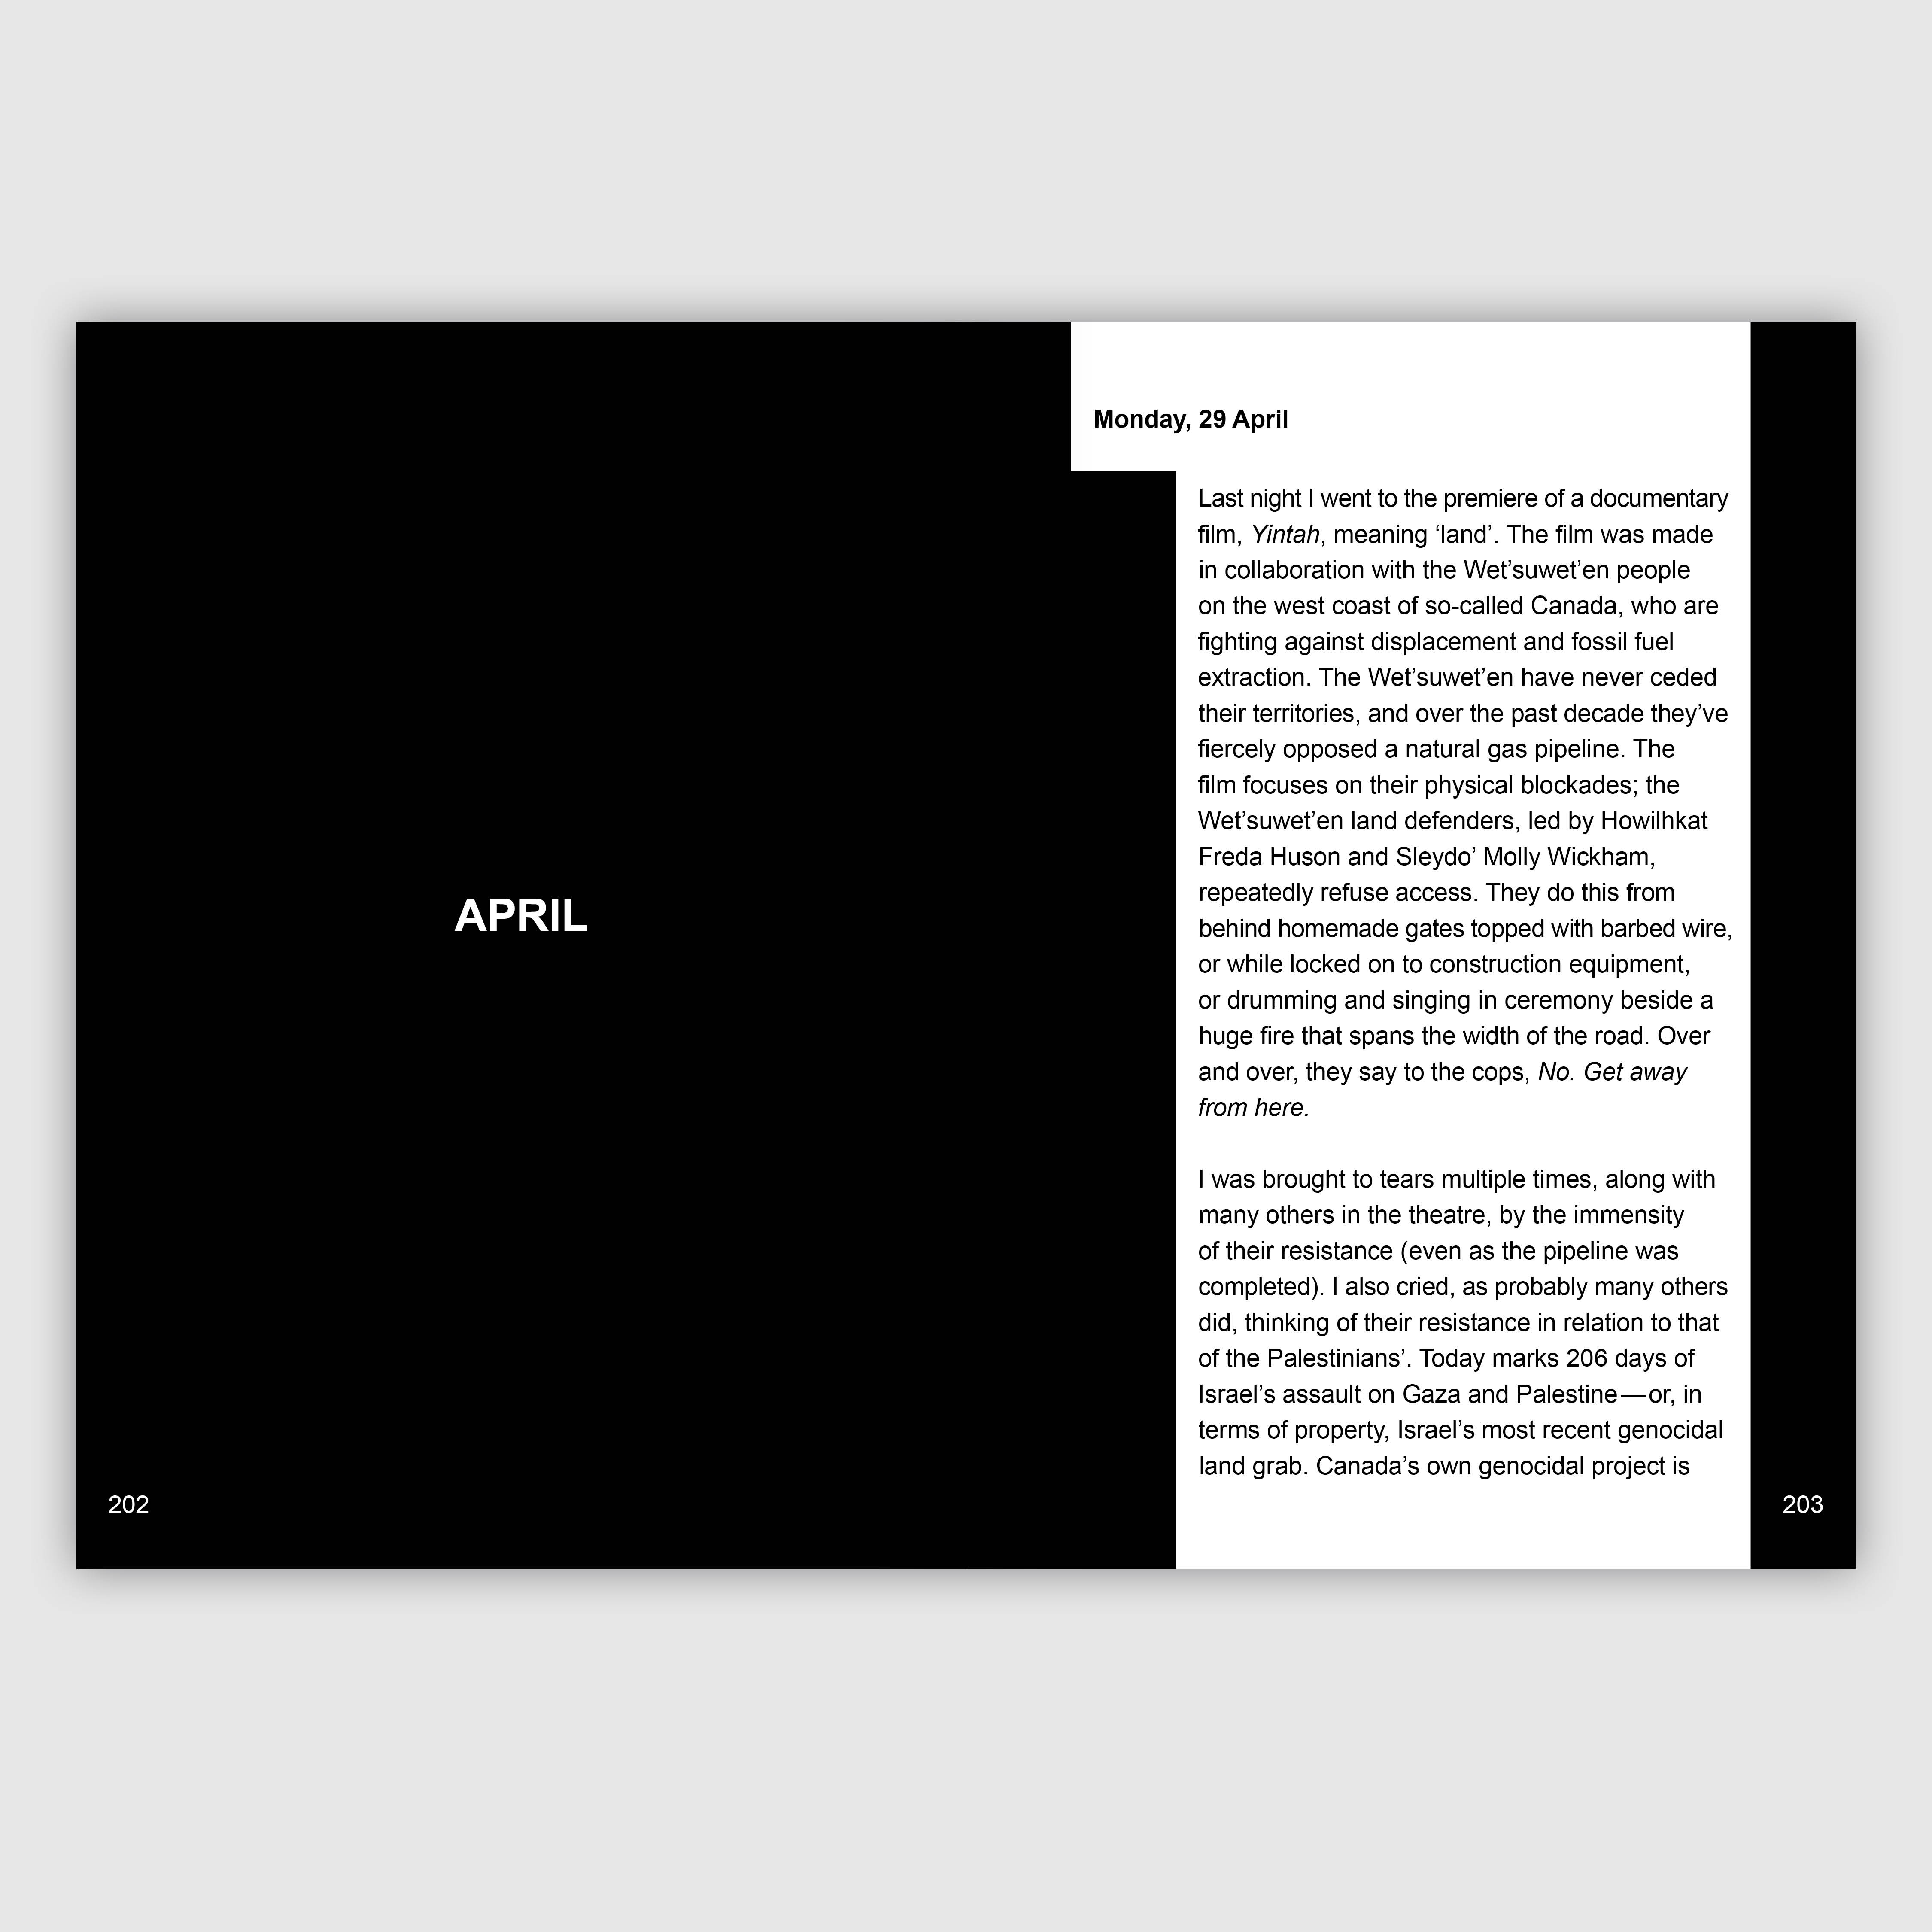 APRIL
202
Monday, 29 April
Last night I went to the premiere of a documentary
film, Yintah, meaning ‘land’. The film was made
in collaboration with the Wet’suwet’en people
on the west coast of so-called Canada, who are
fighting against displacement and fossil fuel
extraction. The Wet’suwet’en have never ceded
their territories, and over the past decade they’ve
fiercely opposed a natural gas pipeline. The
film focuses on their physical blockades; the
Wet’suwet’en land defenders, led by Howilhkat
Freda Huson and Sleydo’ Molly Wickham,
repeatedly refuse access. They do this from
behind homemade gates topped with barbed wire,
or while locked on to construction equipment,
or drumming and singing in ceremony beside a
huge fire that spans the width of the road. Over
and over, they say to the cops, No. Get away
from here.
I was brought to tears multiple times, along with
many others in the theatre, by the immensity
of their resistance (even as the pipeline was
completed). I also cried, as probably many others
did, thinking of their resistance in relation to that
of the Palestinians’. Today marks 206 days of
Israel’s assault on Gaza and Palestine — or, in
terms of property, Israel’s most recent genocidal
land grab. Canada’s own genocidal project is
203